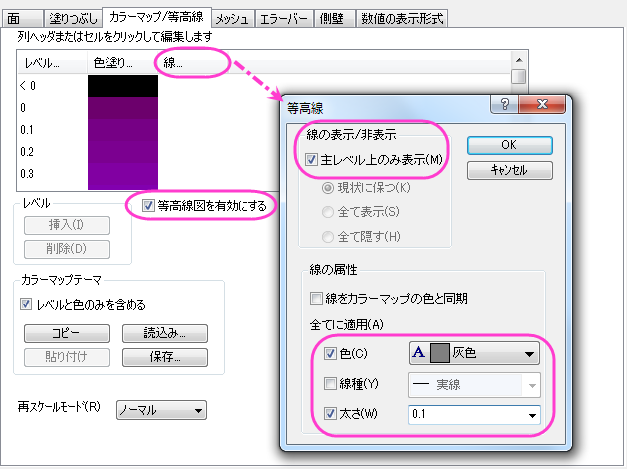 面 塗りつぶし カラーマップ/等高線 メッシュ エラーバー 側壁 数値の表示形式
列ヘッダまたはセルをクリックして編集します
レベル... 色塗り... 線...
< 0
0
0.1
0.2
0.3
レベル
挿入(I)
削除(D)
等高線図を有効にする
カラーマップテーマ
レベルと色のみを含める
コピー 読込み...
貼り付け 保存...
再スケールモード(R) ノーマル
等高線
線の表示/非表示
主レベル上のみ表示(M)
現状に保つ(K)
全て表示(S)
全て隠す(H)
OK
キャンセル
線の属性
線をカラーマップの色と同期
全てに適用(A)
色(C) A 灰色
線種(Y) 実線
太さ(W) 0.1